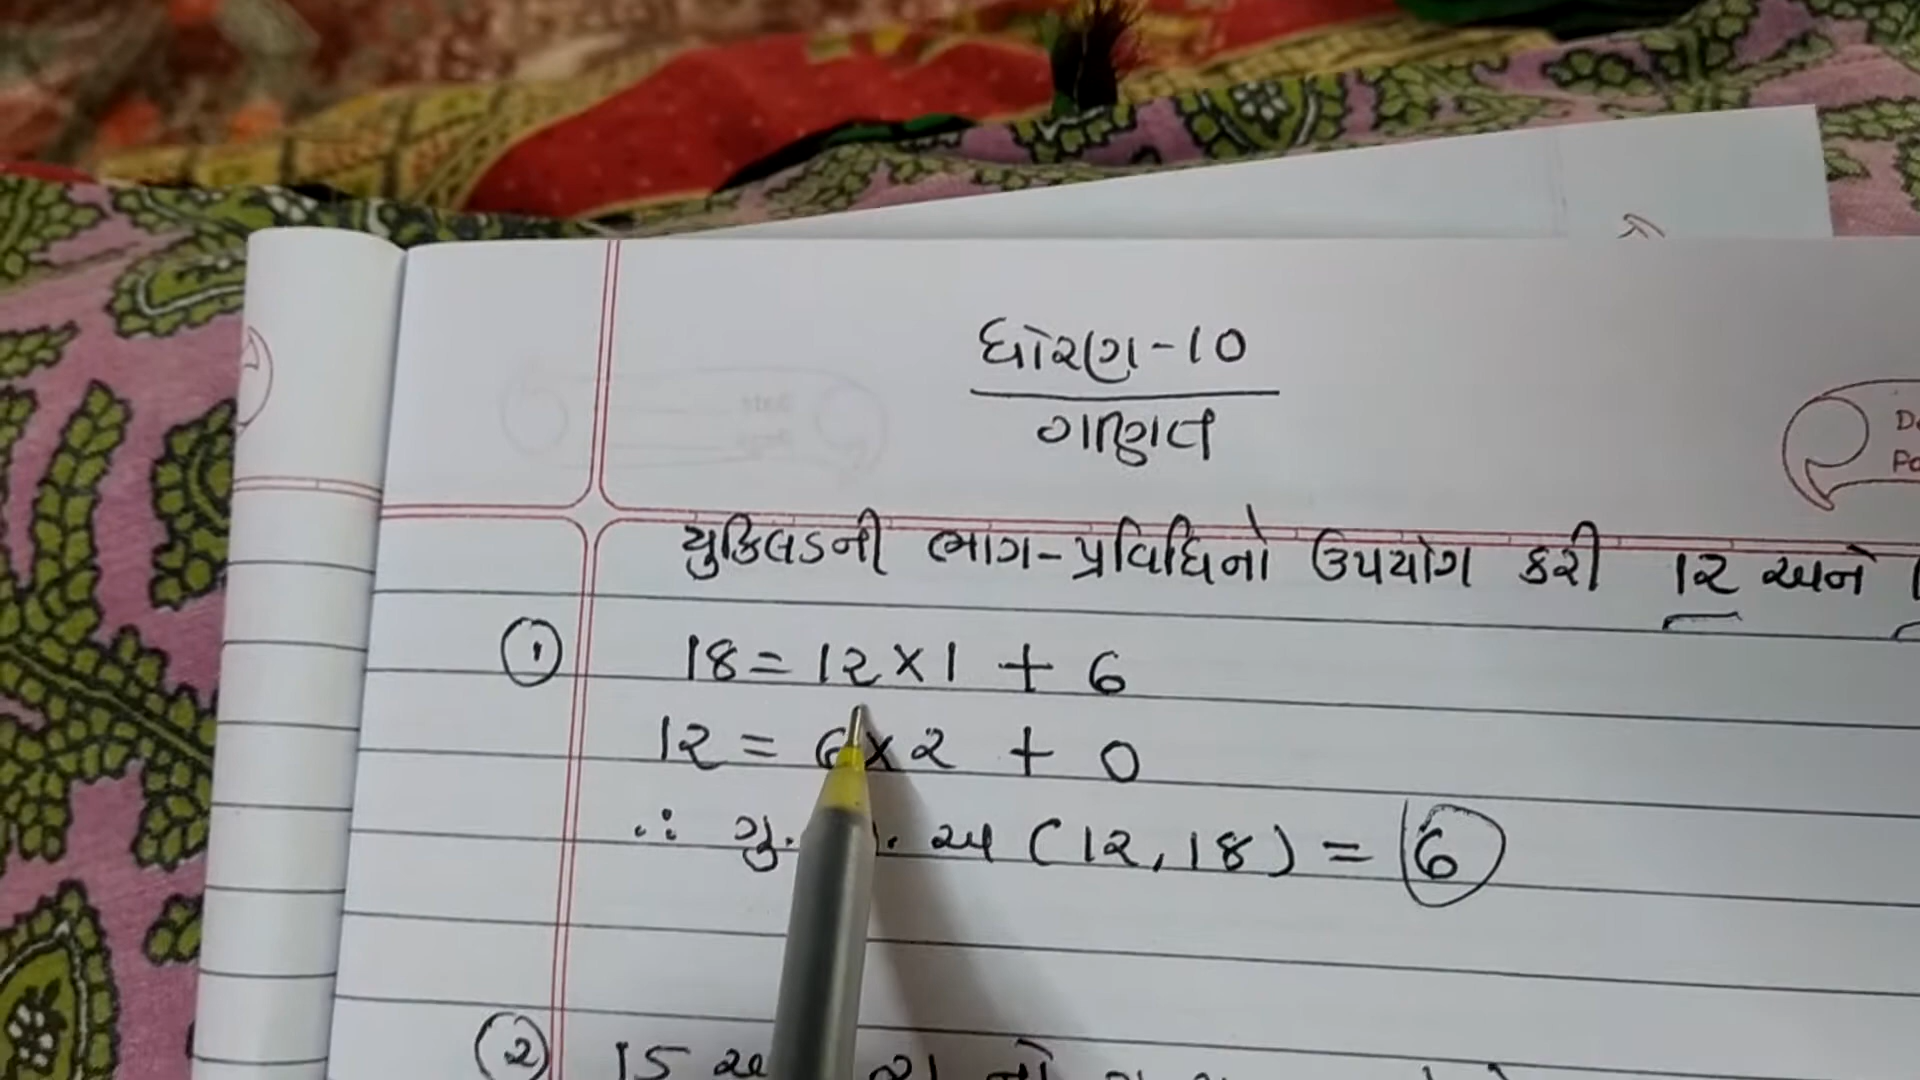 ધોરણ-10
ગણિત
યુક્લિડની ભાગ-પ્રવિધિનો ઉપયોગ કરી 12 અને
① 18 = 12 × 1 + 6
12 = 6 × 2 + 0
∴ ગુ. અ (12, 18) = 6
② 15